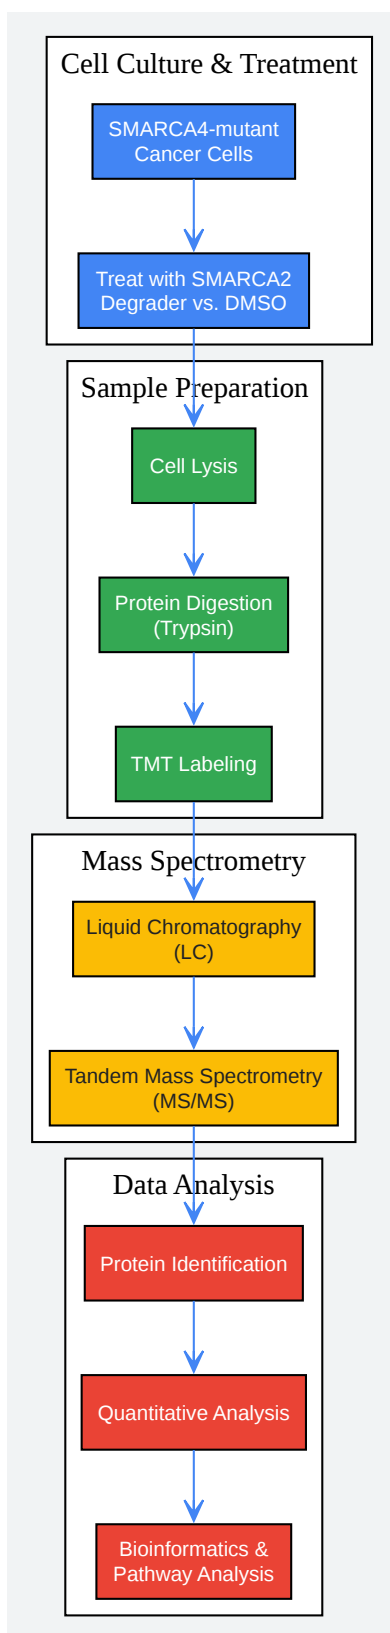 Cell Culture & Treatment
SMARCA4-mutant
Cancer Cells
Treat with SMARCA2
Degrader vs. DMSO
Sample Preparation
Cell Lysis
Protein Digestion
(Trypsin)
TMT Labeling
Mass Spectrometry
Liquid Chromatography
(LC)
Tandem Mass Spectrometry
(MS/MS)
Data Analysis
Protein Identification
Quantitative Analysis
Bioinformatics &
Pathway Analysis